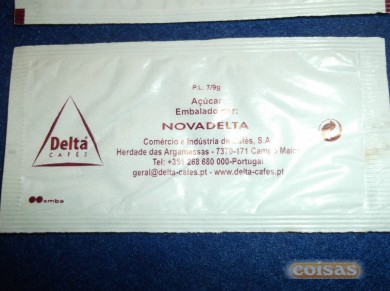 P.L. 7/9g
Açúcar
Embalado por:
NOVADELTA
Comércio e Indústria de Cafés, S.A.
Herdade das Argamassas - 7370-171 Campo Maior
Tel: +351 268 680 000-Portugal
geral@delta-cafes.pt - www.delta-cafes.pt
Delta
CAFÉS
emba
coisas